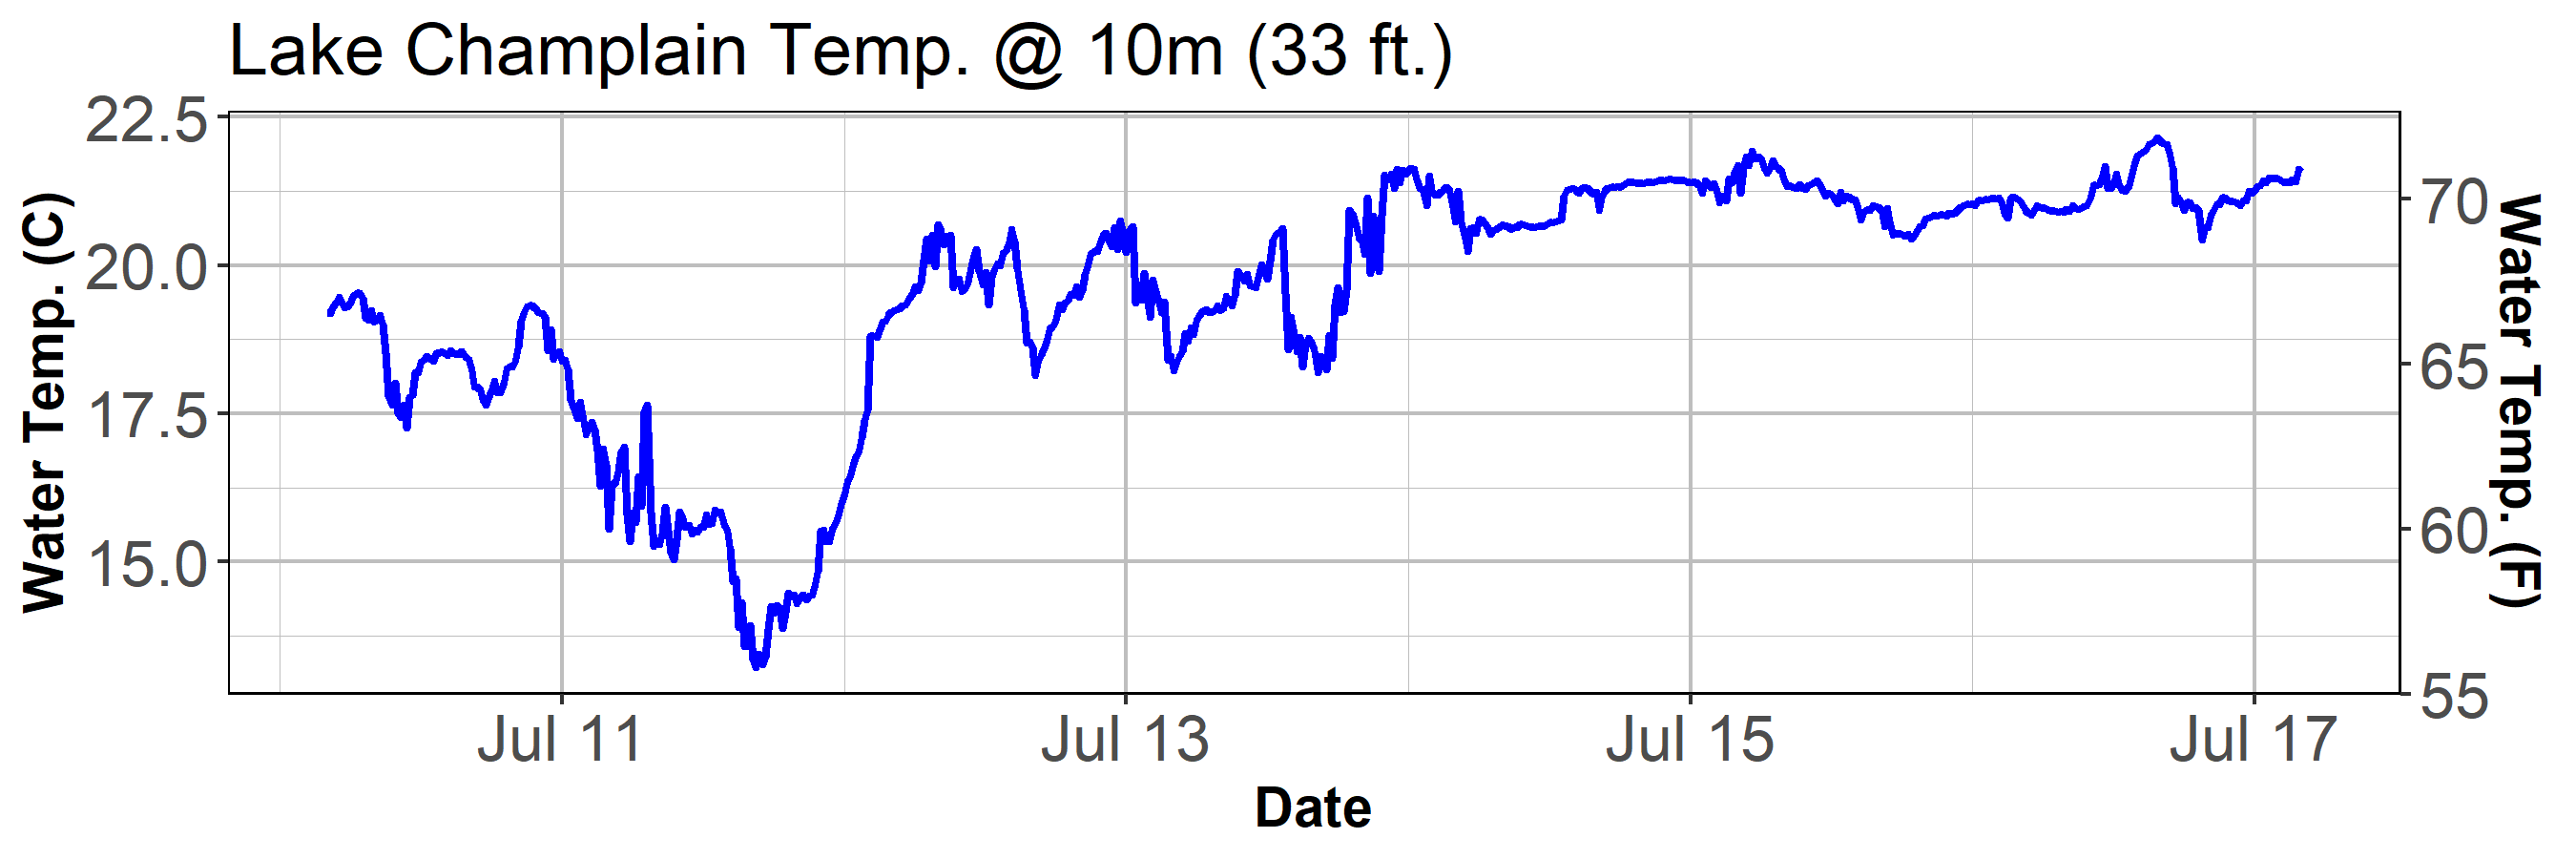 Lake Champlain Temp. @ 10m (33 ft.)
22.5
20.0
17.5
15.0
Water Temp. (C)
70
65
60
55
Water Temp. (F)
Jul 11
Jul 13
Jul 15
Jul 17
Date